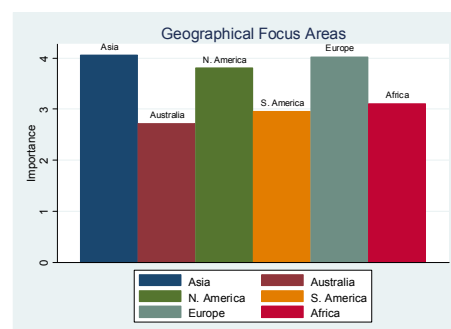 Geographical Focus Areas
Asia
Australia
N. America
S. America
Europe
Africa
Importance
4
3
2
1
0
Asia Australia
N. America S. America
Europe Africa